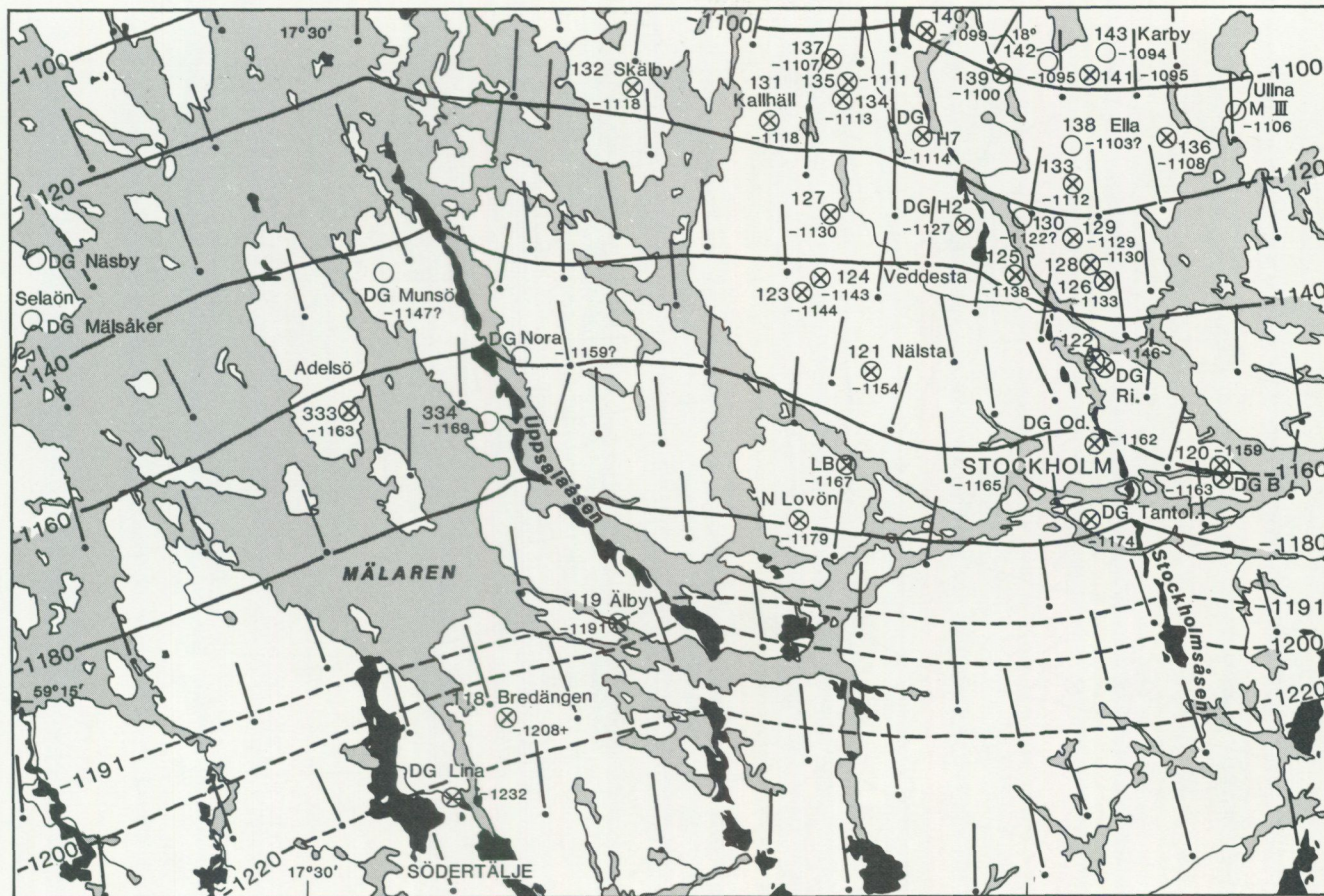 -1100
17°30'
-1100
140
-1099
18°
142
143 Karby
-1094
137
-1107
132 Skälby
-1118
131
Kallhäll
-1118
135
-1111
134
-1113
139
-1100
-1095
141
-1095
-1100
Ullna
M III
-1106
DG
H7
-1114
138 Ella
-1103?
136
-1108
133
-1112
-1120
-1120
127
-1130
DG H2
-1127
130
-1122?
129
-1129
128
-1130
126
-1133
DG Näsby
DG Munsö
-1147?
Veddesta
125
-1138
124
-1143
123
-1144
-1140
Selaön
DG Mälsåker
-1140
DG Nora
-1159?
122
-1146
DG
Ri.
121 Nälsta
-1154
Adelsö
333
-1163
334
-1169
DG Od.
-1162
120
-1159
-1160
Uppsalaåsen
LB
-1167
STOCKHOLM
-1165
-1163
DG B
N Lovön
-1179
DG Tantol.
-1174
-1160
-1180
MÄLAREN
Stockholmsåsen
119 Älby
-1191
-1191
-1200
-1180
59°15'
118 Bredängen
-1208+
-1220
-1191
DG Lina
-1232
-1200
-1220
17°30'
SÖDERTÄLJE